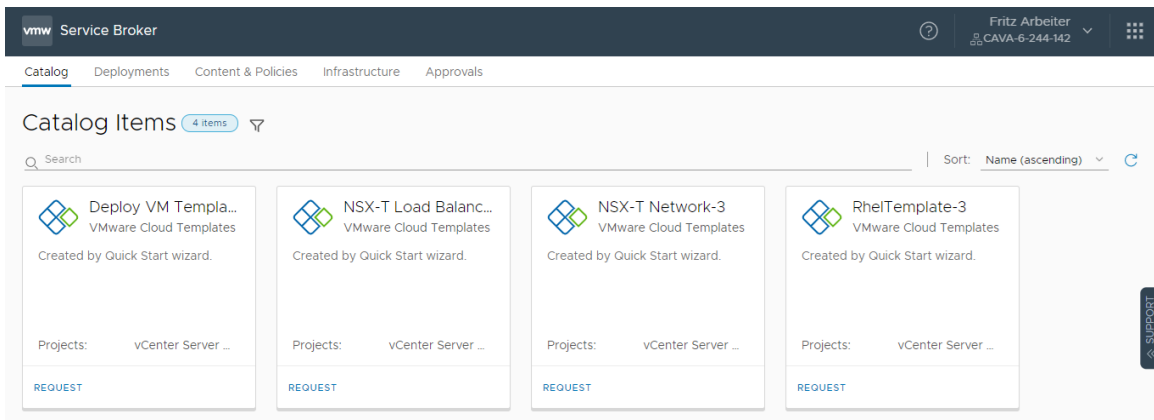 vmw Service Broker
Fritz Arbeiter
CAVA-6-244-142
Catalog Deployments Content & Policies Infrastructure Approvals
Catalog Items 4 items
Search
Sort: Name (ascending)
Deploy VM Templa...
VMware Cloud Templates
Created by Quick Start wizard.
Projects: vCenter Server ...
REQUEST
NSX-T Load Balanc...
VMware Cloud Templates
Created by Quick Start wizard.
Projects: vCenter Server ...
REQUEST
NSX-T Network-3
VMware Cloud Templates
Created by Quick Start wizard.
Projects: vCenter Server ...
REQUEST
RhelTemplate-3
VMware Cloud Templates
Created by Quick Start wizard.
Projects: vCenter Server ...
REQUEST
« SUPPORT